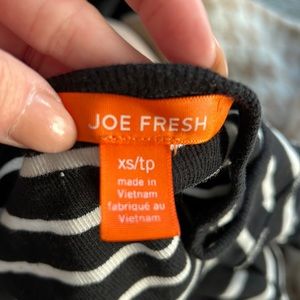 JOE FRESH
xs/tp
made in
Vietnam
fabriqué au
Vietnam